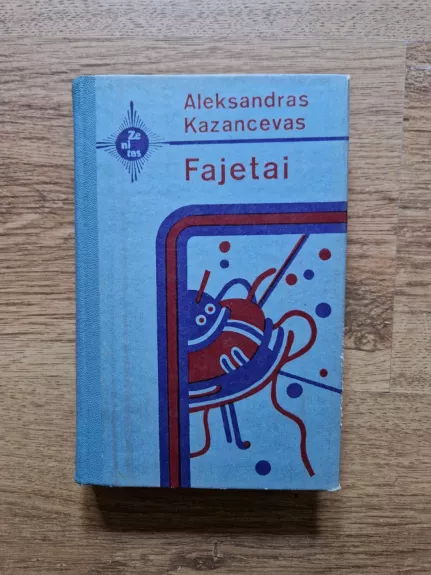 Aleksandras
Kazancevas
Fajetai
Ze
ni
tas